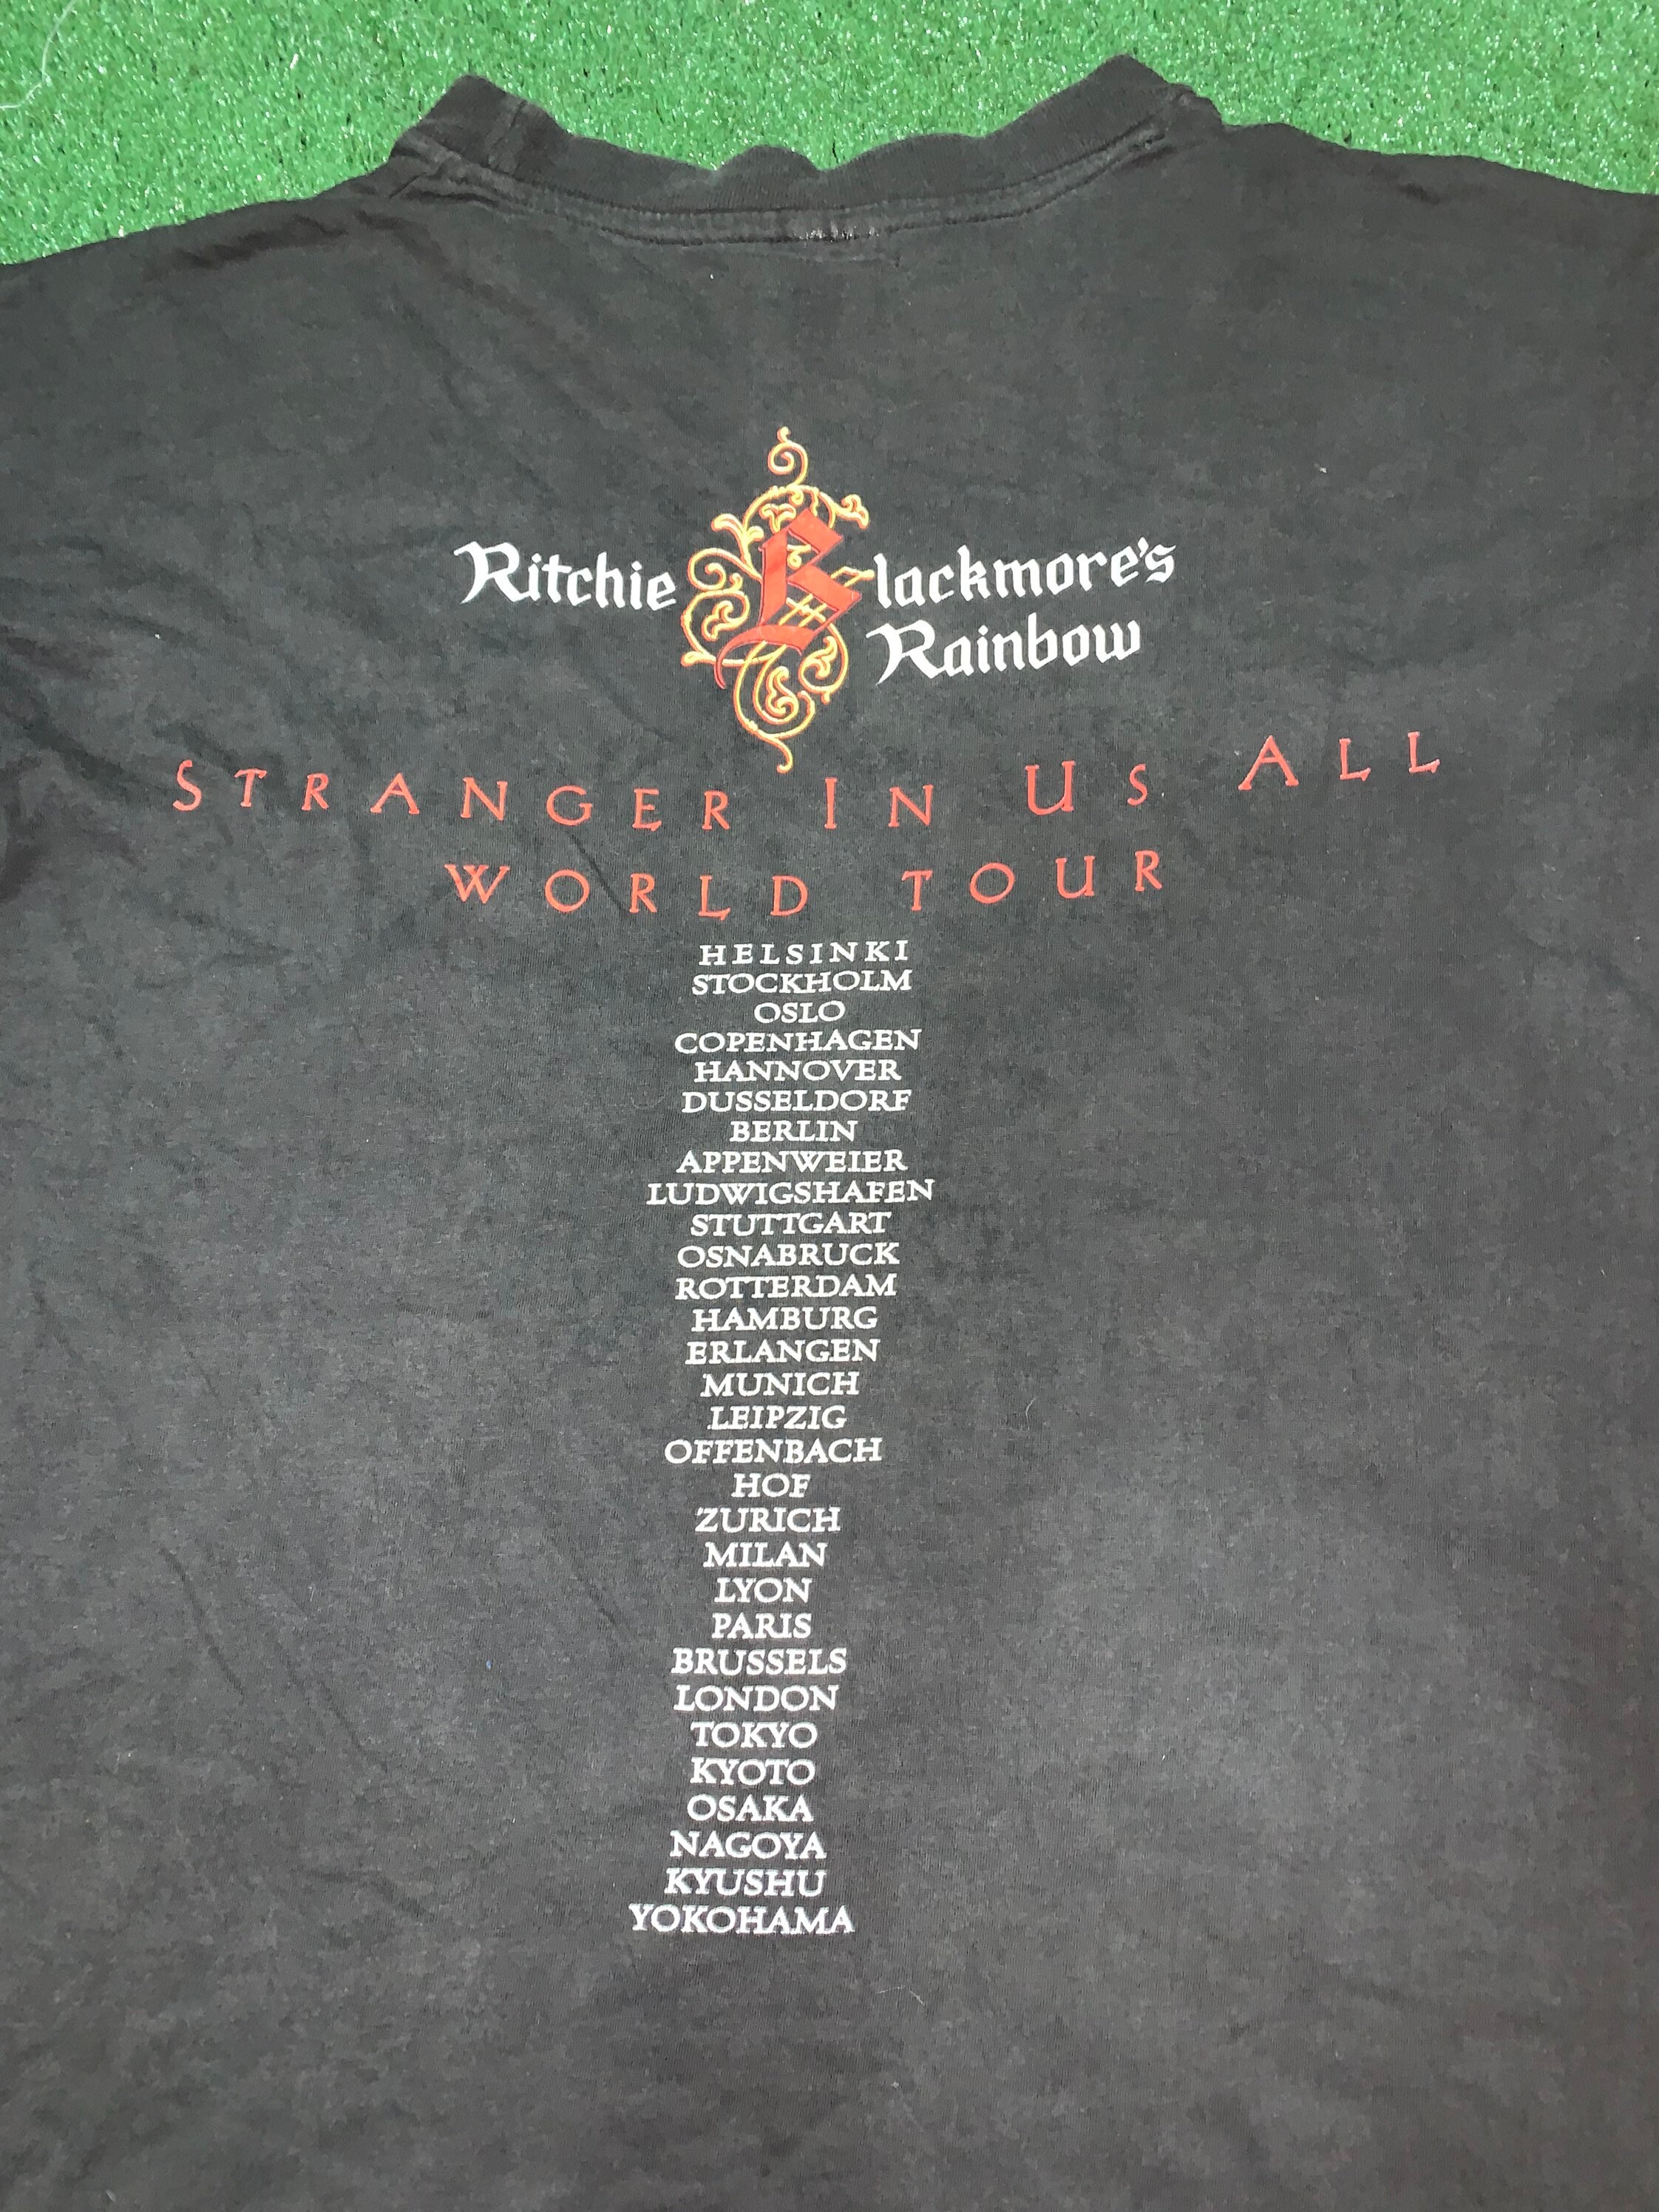 Ritchie Blackmore's
Rainbow
STRANGER IN US ALL
WORLD TOUR
HELSINKI
STOCKHOLM
OSLO
COPENHAGEN
HANNOVER
DUSSELDORF
BERLIN
APPENWEIER
LUDWIGSHAFEN
STUTTGART
OSNABRUCK
ROTTERDAM
HAMBURG
ERLANGEN
MUNICH
LEIPZIG
OFFENBACH
HOF
ZURICH
MILAN
LYON
PARIS
BRUSSELS
LONDON
TOKYO
KYOTO
OSAKA
NAGOYA
KYUSHU
YOKOHAMA